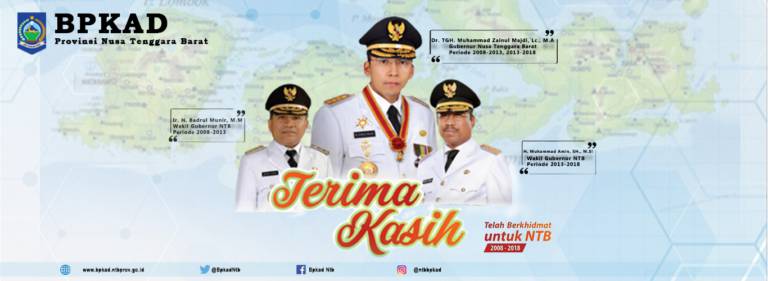 BPKAD
Provinsi Nusa Tenggara Barat
Dr. TGH. Muhammad Zainul Majdi, Lc., M.A
Gubernur Nusa Tenggara Barat
Periode 2008-2013, 2013-2018
Ir. H. Badrul Munir, M.M
Wakil Gubernur NTB
Periode 2008-2013
H. Muhammad Amin, SH., M.Si
Wakil Gubernur NTB
Periode 2013-2018
Terima
Kasih
Telah Berkhidmat
untuk NTB
2008 - 2018
www.bpkad.ntbprov.go.id
@BpkadNtb
Bpkad Ntb
@ntbbpkad